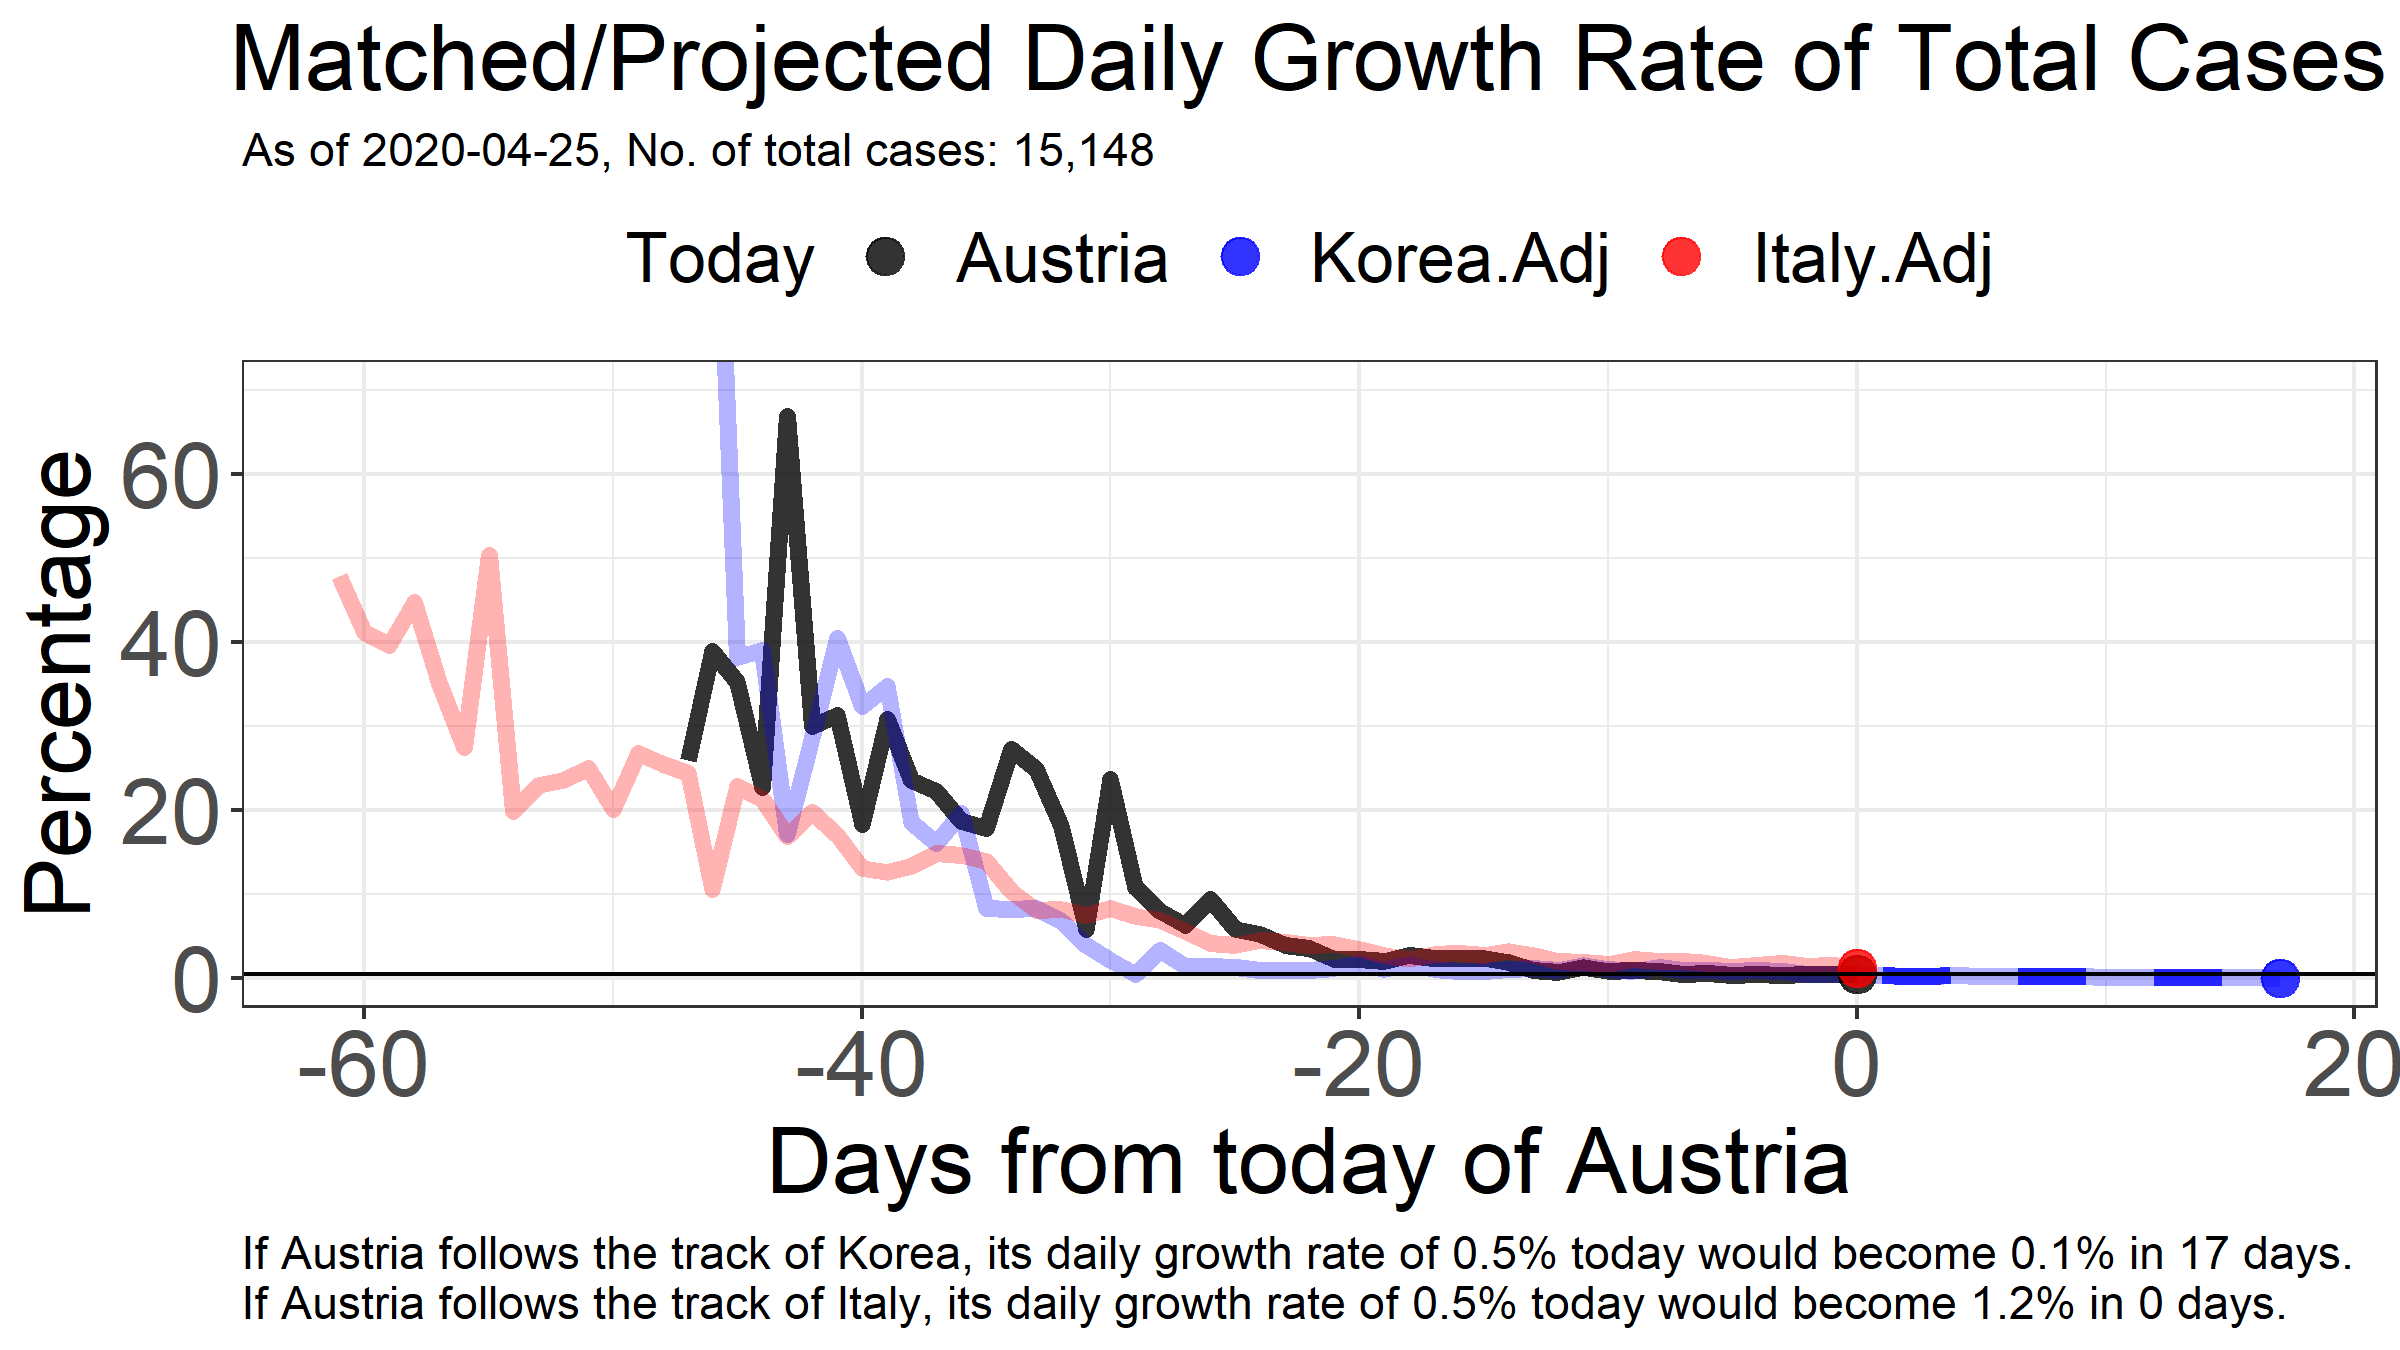 Matched/Projected Daily Growth Rate of Total Cases
As of 2020-04-25, No. of total cases: 15,148
Today Austria Korea.Adj Italy.Adj
Percentage
60
40
20
0
-60 -40 -20 0 20
Days from today of Austria
If Austria follows the track of Korea, its daily growth rate of 0.5% today would become 0.1% in 17 days.
If Austria follows the track of Italy, its daily growth rate of 0.5% today would become 1.2% in 0 days.